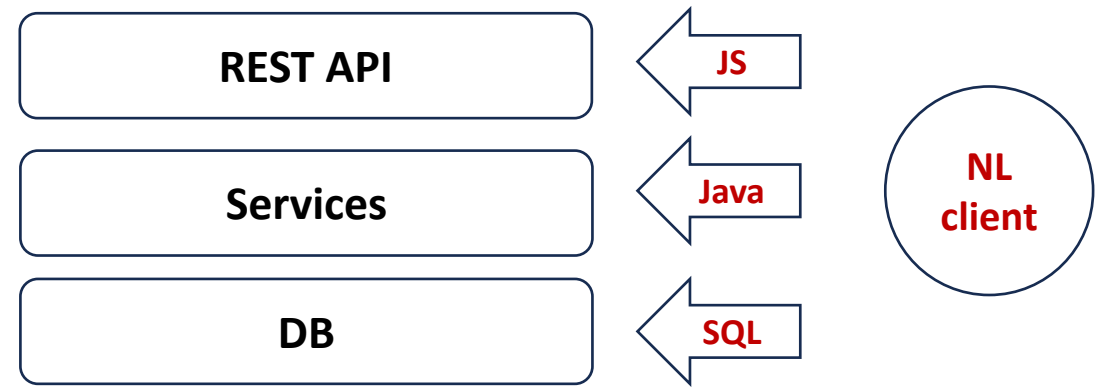 REST API
JS
Services
Java
NL
client
DB
SQL